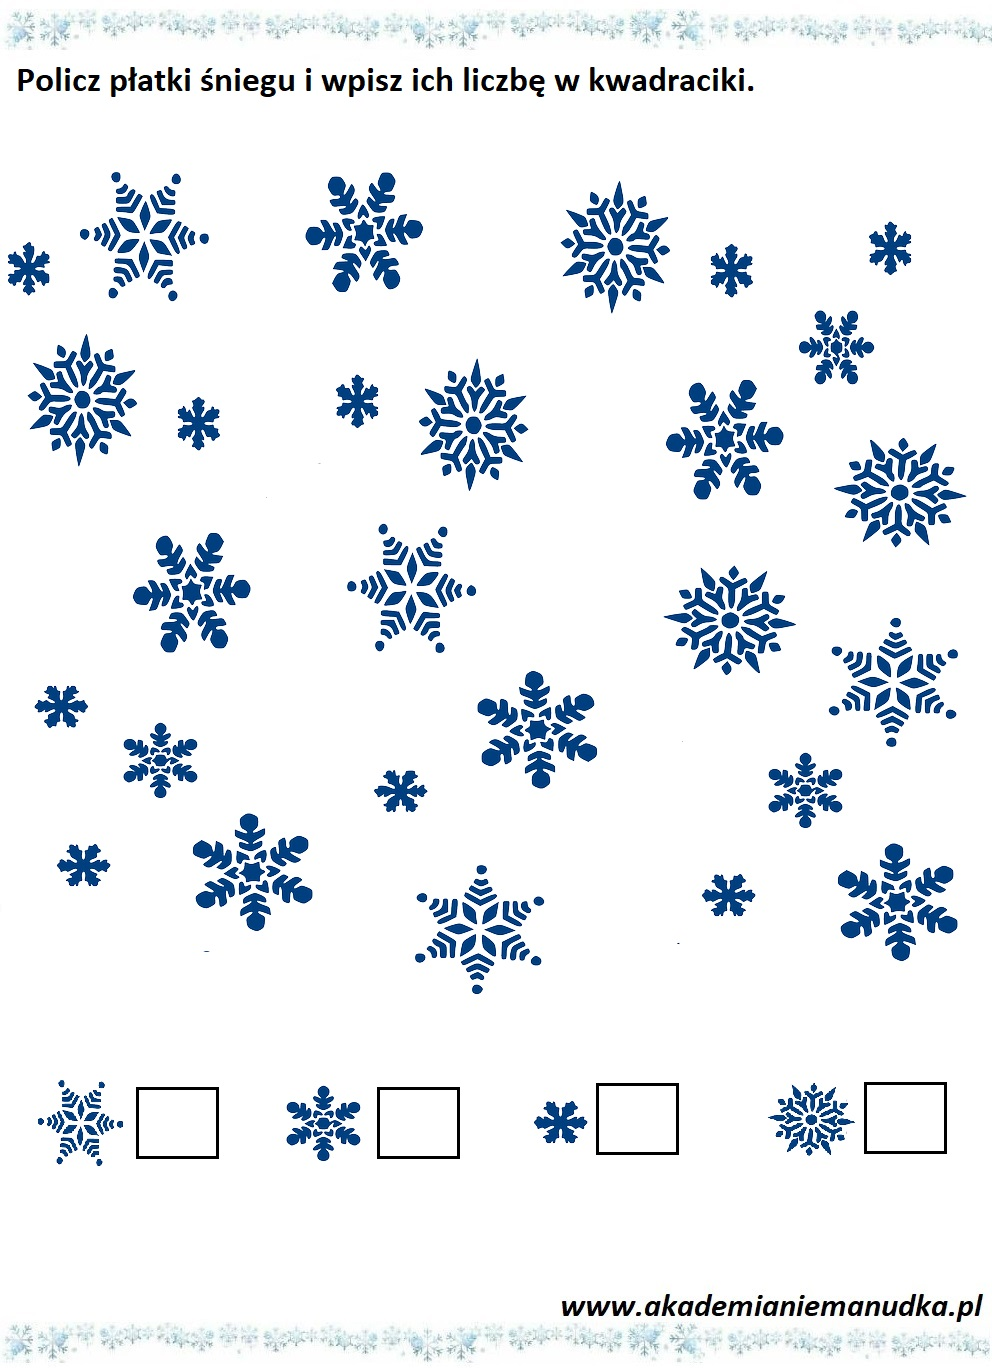 Policz płatki śniegu i wpisz ich liczbę w kwadraciki.
www.akademianiemanudka.pl